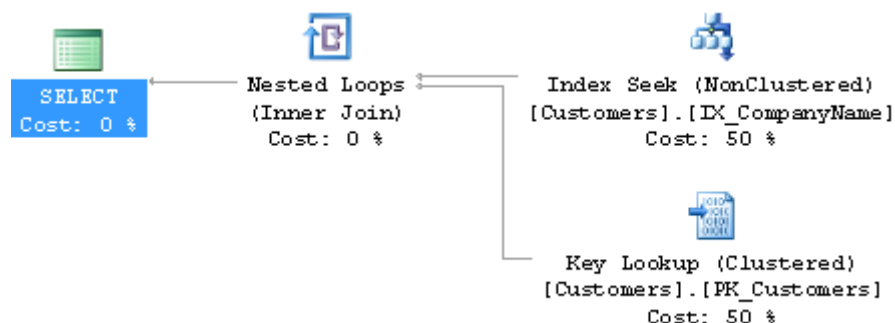 SELECT
Cost: 0 %
Nested Loops
(Inner Join)
Cost: 0 %
Index Seek (NonClustered)
[Customers].[IX_CompanyName]
Cost: 50 %
Key Lookup (Clustered)
[Customers].[PK_Customers]
Cost: 50 %